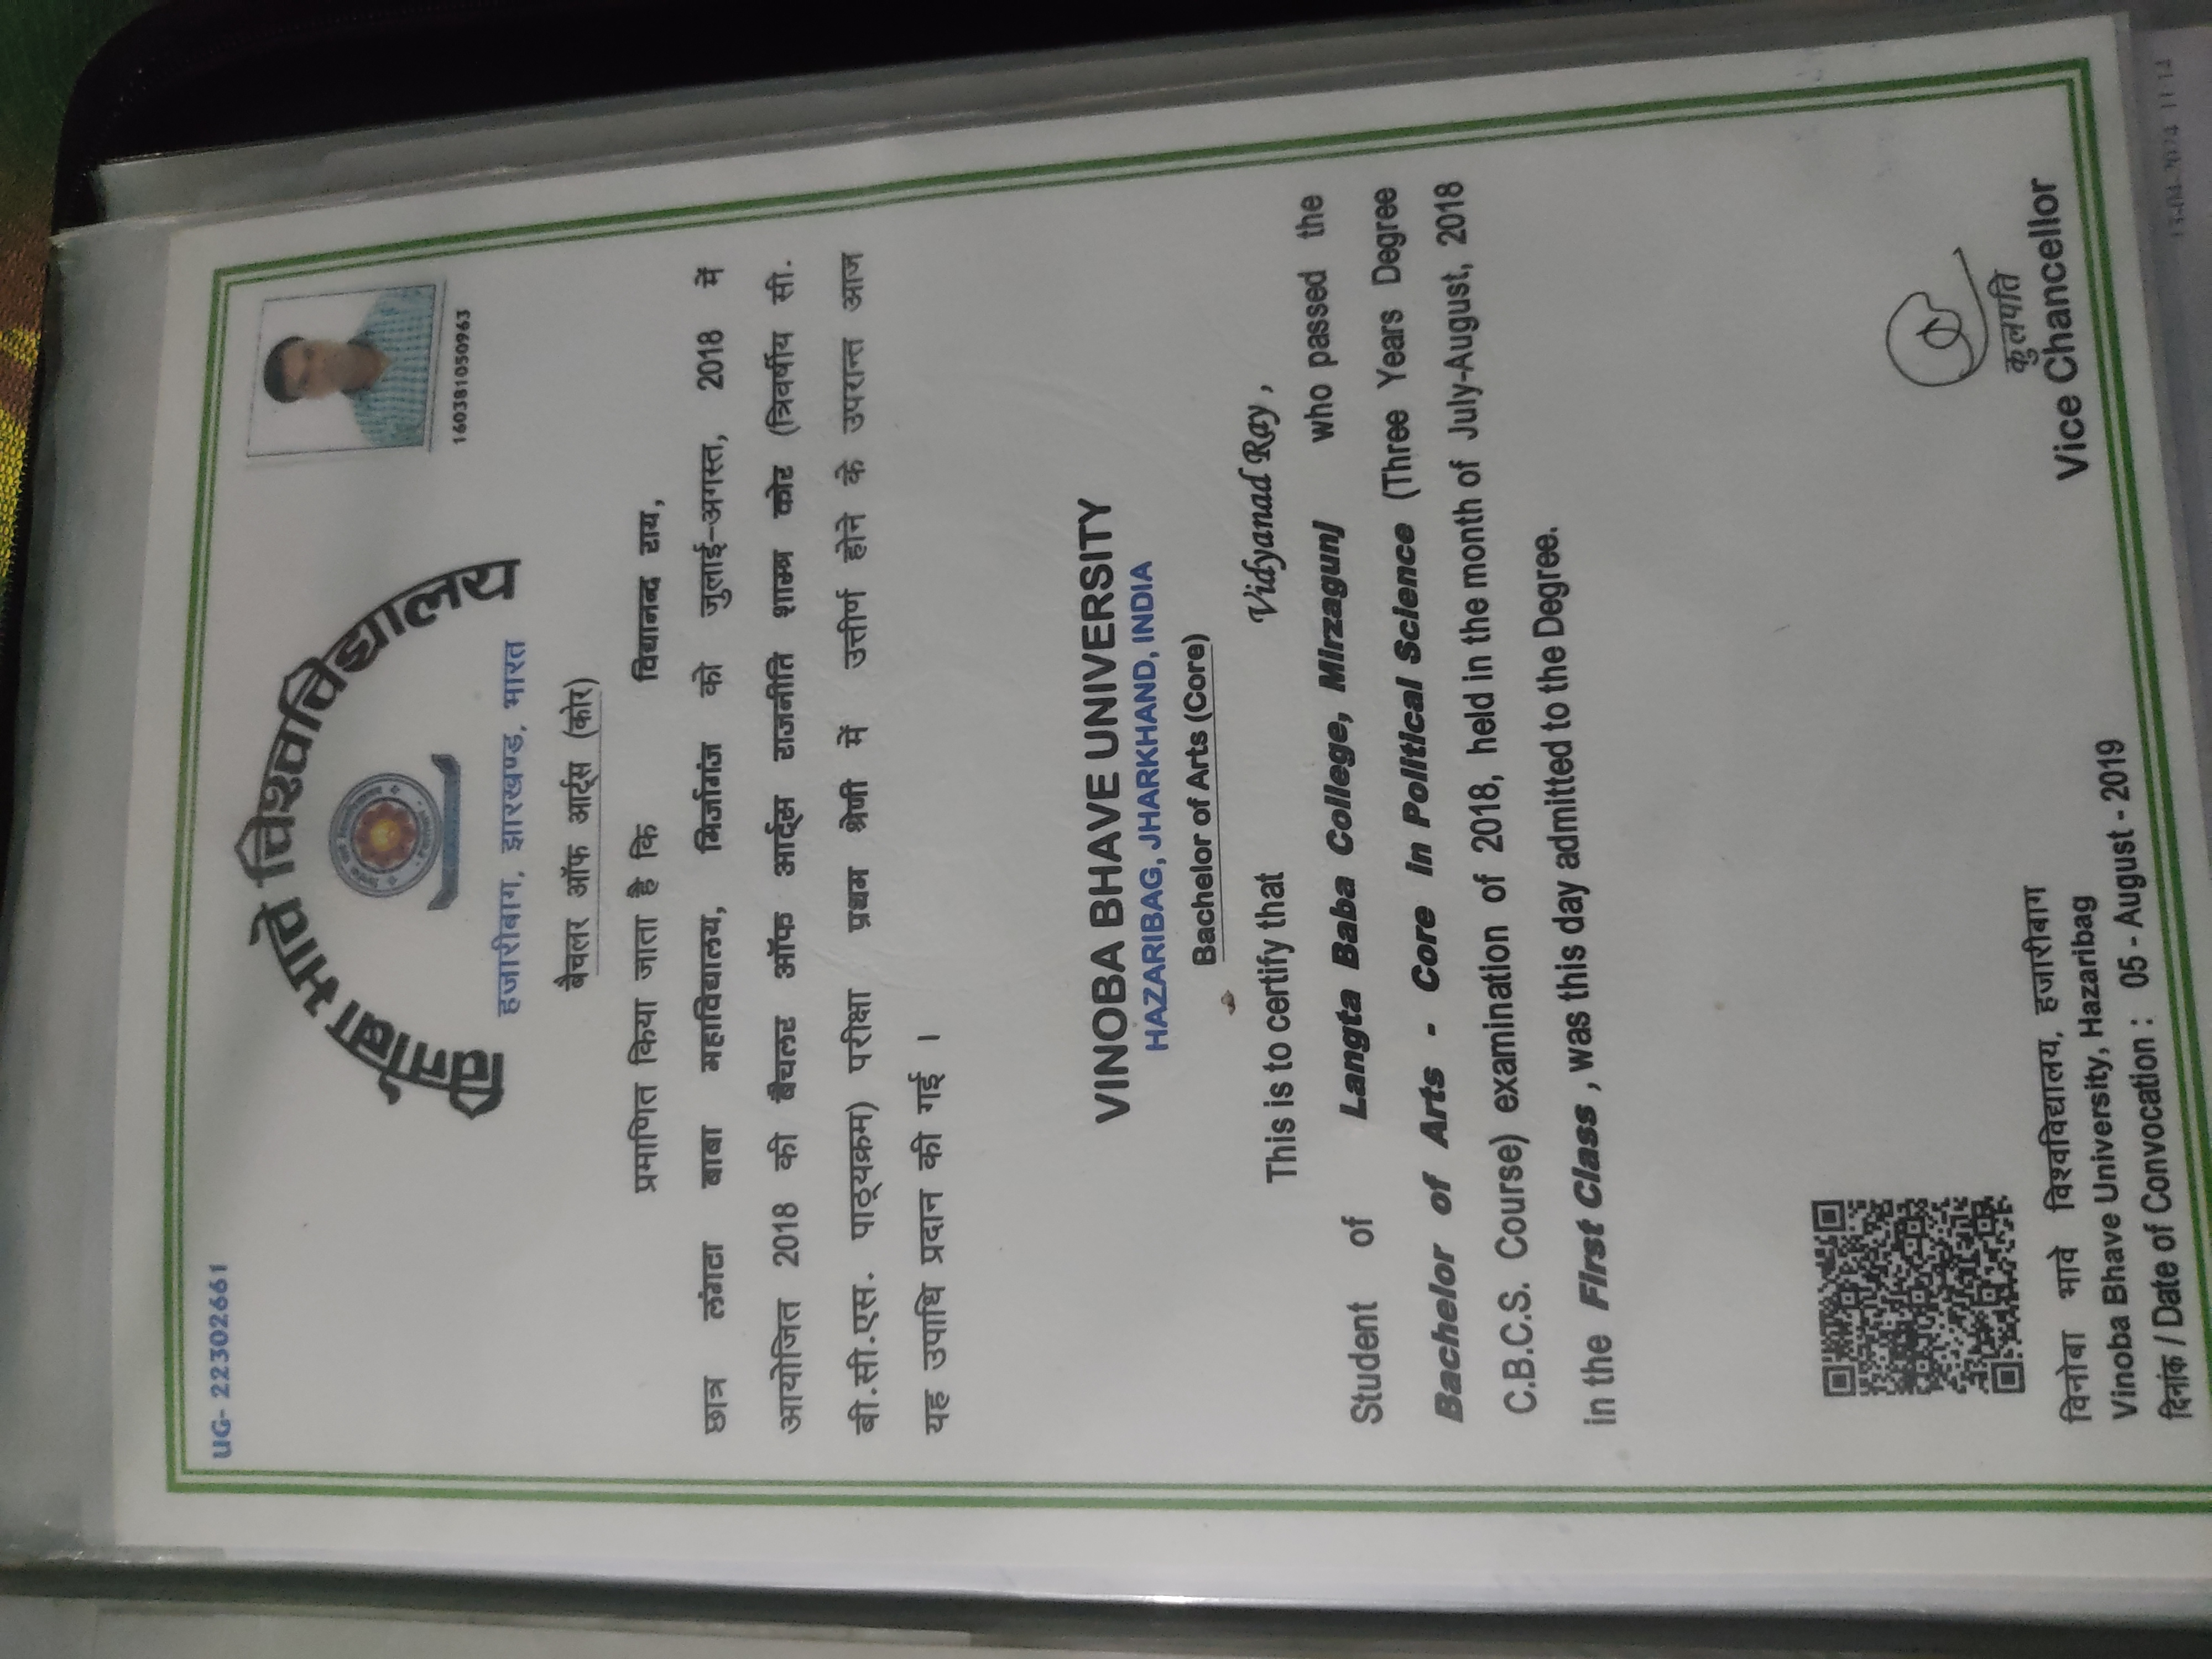 UG- 22302661
विनोबा भावे विश्वविद्यालय
160381050963
हजारीबाग, झारखण्ड, भारत
बैचलर ऑफ आर्ट्स (कोर)
प्रमाणित किया जाता है कि विद्यानन्द राय,
छात्र लंगटा बाबा महाविद्यालय, मिर्जागंज को जुलाई-अगस्त, 2018 में
आयोजित 2018 की बैचलर ऑफ आर्ट्स राजनीति शास्त्र कोर (त्रिवर्षीय सी.
बी.सी.एस. पाठ्यक्रम) परीक्षा प्रथम श्रेणी में उत्तीर्ण होने के उपरान्त आज
यह उपाधि प्रदान की गई ।
VINOBA BHAVE UNIVERSITY
HAZARIBAG, JHARKHAND, INDIA
Bachelor of Arts (Core)
This is to certify that Vidyanad Ray,
Student of Langta Baba College, Mirzagunj who passed the
Bachelor of Arts - Core in Political Science (Three Years Degree
C.B.C.S. Course) examination of 2018, held in the month of July-August, 2018
in the First Class, was this day admitted to the Degree.
विनोबा भावे विश्वविद्यालय, हजारीबाग
Vinoba Bhave University, Hazaribag
दिनांक / Date of Convocation : 05 - August - 2019
कुलपति
Vice Chancellor